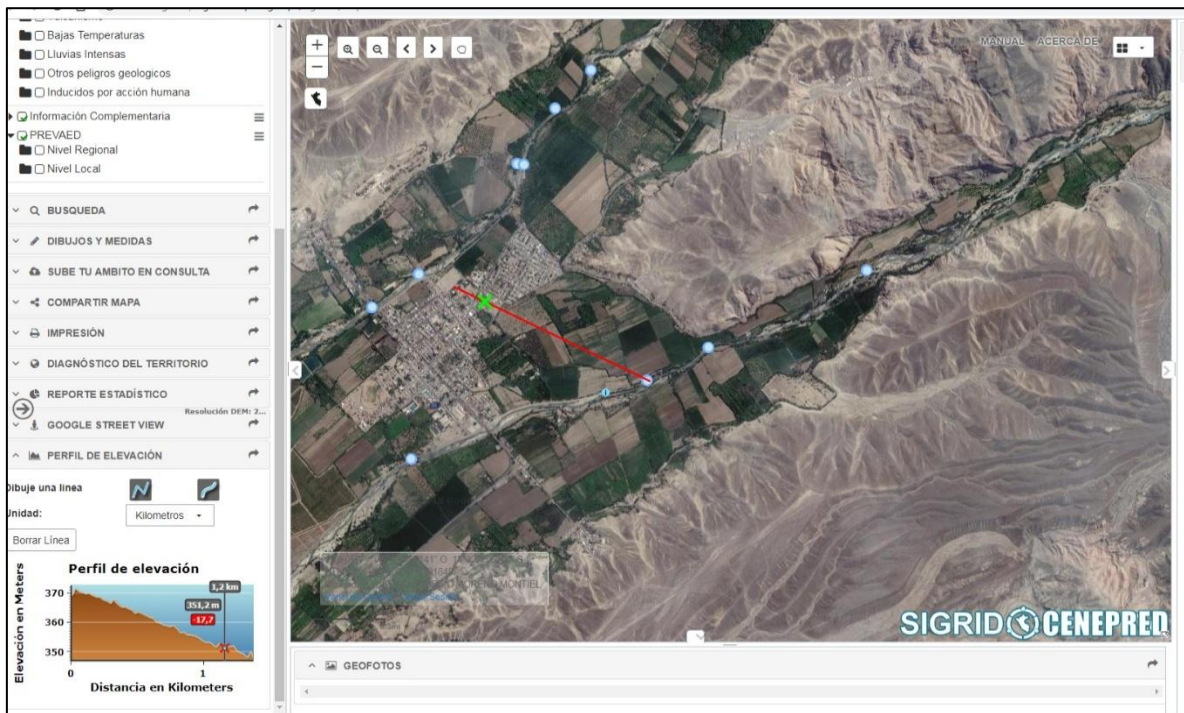 Bajas Temperaturas
Lluvias Intensas
Otros peligros geologicos
Inducidos por acción humana
Información Complementaria
PREVAED
Nivel Regional
Nivel Local
BUSQUEDA
DIBUJOS Y MEDIDAS
SUBE TU AMBITO EN CONSULTA
COMPARTIR MAPA
IMPRESIÓN
DIAGNÓSTICO DEL TERRITORIO
REPORTE ESTADÍSTICO
Resolución DEM: 2...
GOOGLE STREET VIEW
PERFIL DE ELEVACIÓN
Dibuje una linea
Unidad:
Kilometros
Borrar Línea
Perfil de elevación
Elevación en Meters
370
360
350
1,2 km
351,2 m
-17,7
0
1
Distancia en Kilometers
MANUAL ACERCA DE
MONTIEL
SIGRID CENEPRED
GEOFOTOS